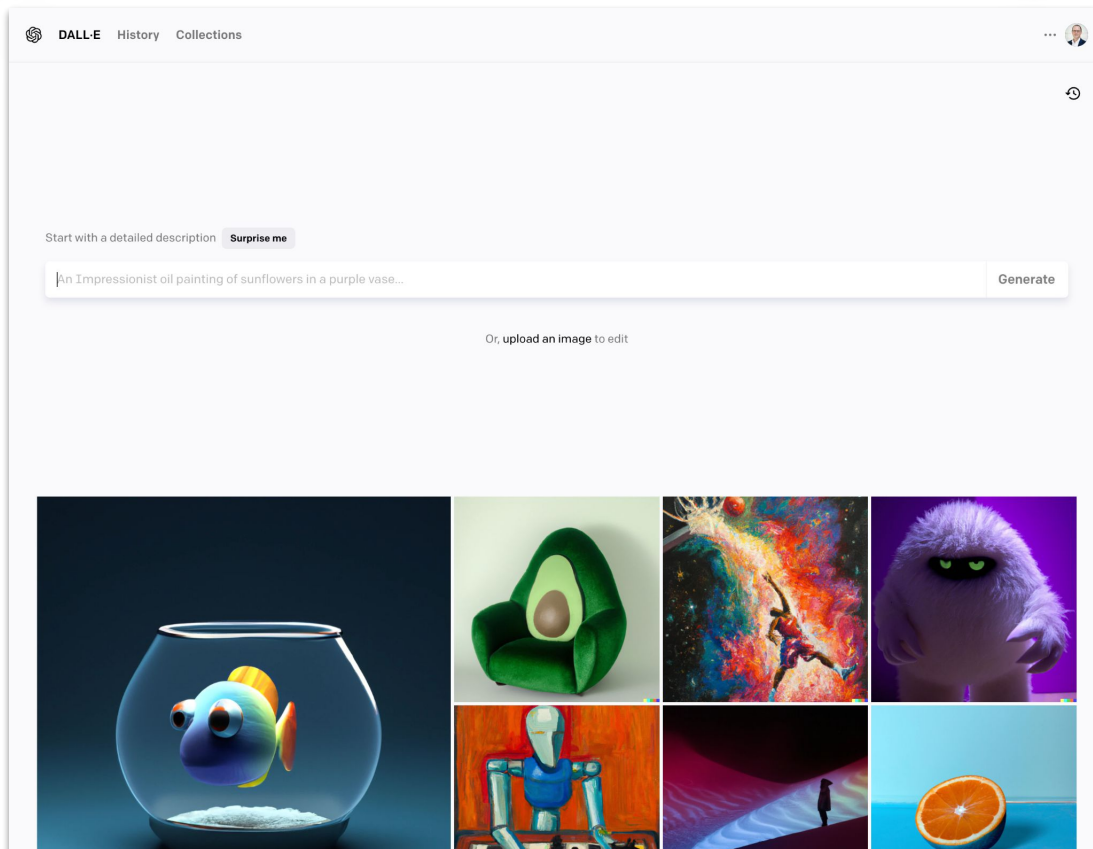 DALL·E History Collections
Start with a detailed description Surprise me
An Impressionist oil painting of sunflowers in a purple vase... Generate
Or, upload an image to edit